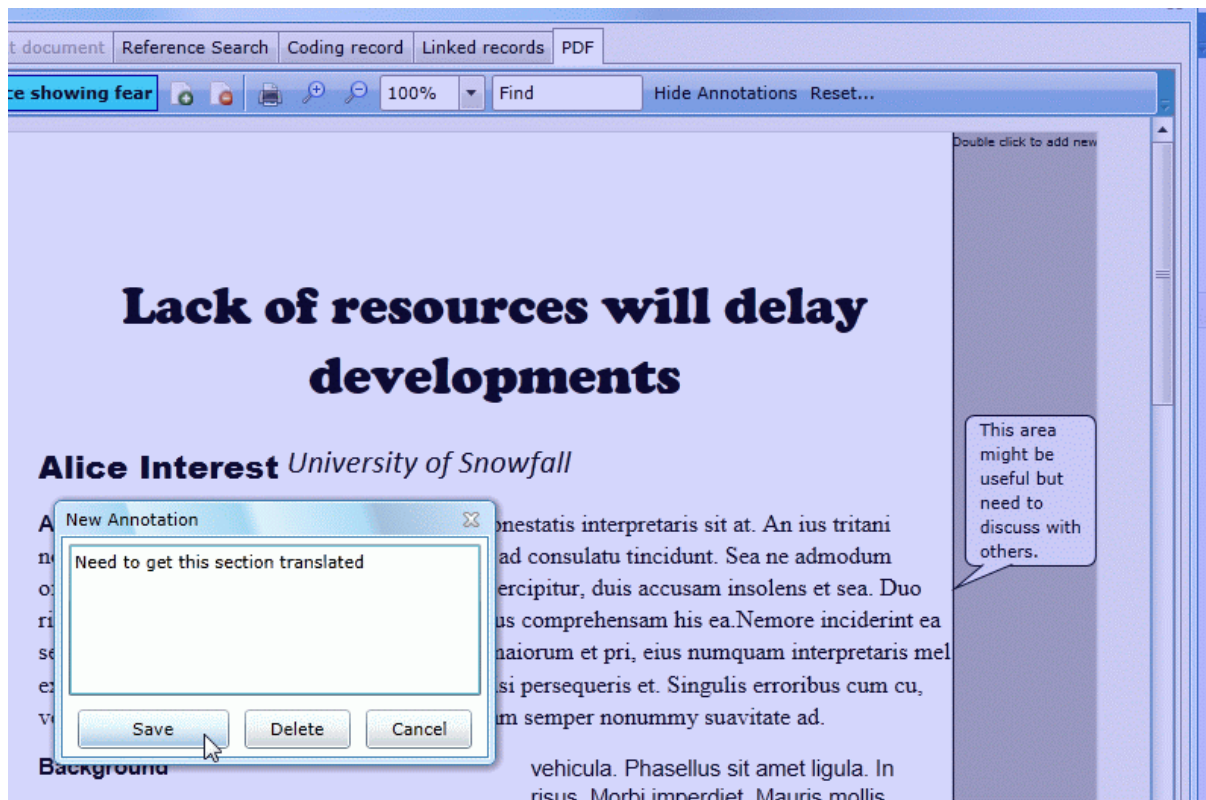 t document Reference Search Coding record Linked records PDF
ce showing fear 100% Find Hide Annotations Reset...
Double click to add new
Lack of resources will delay
developments
Alice Interest University of Snowfall
This area
might be
useful but
need to
discuss with
others.
New Annotation
Need to get this section translated
Save Delete Cancel
onestatis interpretaris sit at. An ius tritani
ad consulatu tincidunt. Sea ne admodum
ercipitur, duis accusam insolens et sea. Duo
us comprehensam his ea.Nemore inciderint ea
maiorum et pri, eius numquam interpretaris mel
si persequeris et. Singulis erroribus cum cu,
m semper nonummy suavitate ad.
Background
vehicula. Phasellus sit amet ligula. In
risus. Morbi imperdiet. Mauris mollis